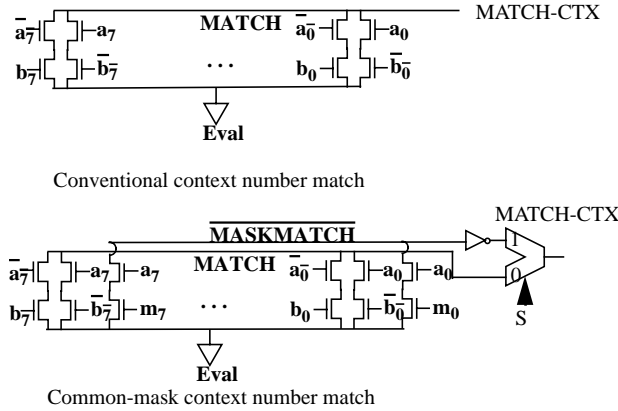 MATCH-CTX
a̅7 a7 MATCH a̅0 a0
b7 b̅7 ... b0 b̅0
Eval
Conventional context number match
MATCH-CTX
M̅A̅S̅K̅M̅A̅T̅C̅H̅ 1
a̅7 a7 a7 MATCH a̅0 a0 a0 0
b7 b̅7 m7 ... b0 b̅0 m0 S
Eval
Common-mask context number match